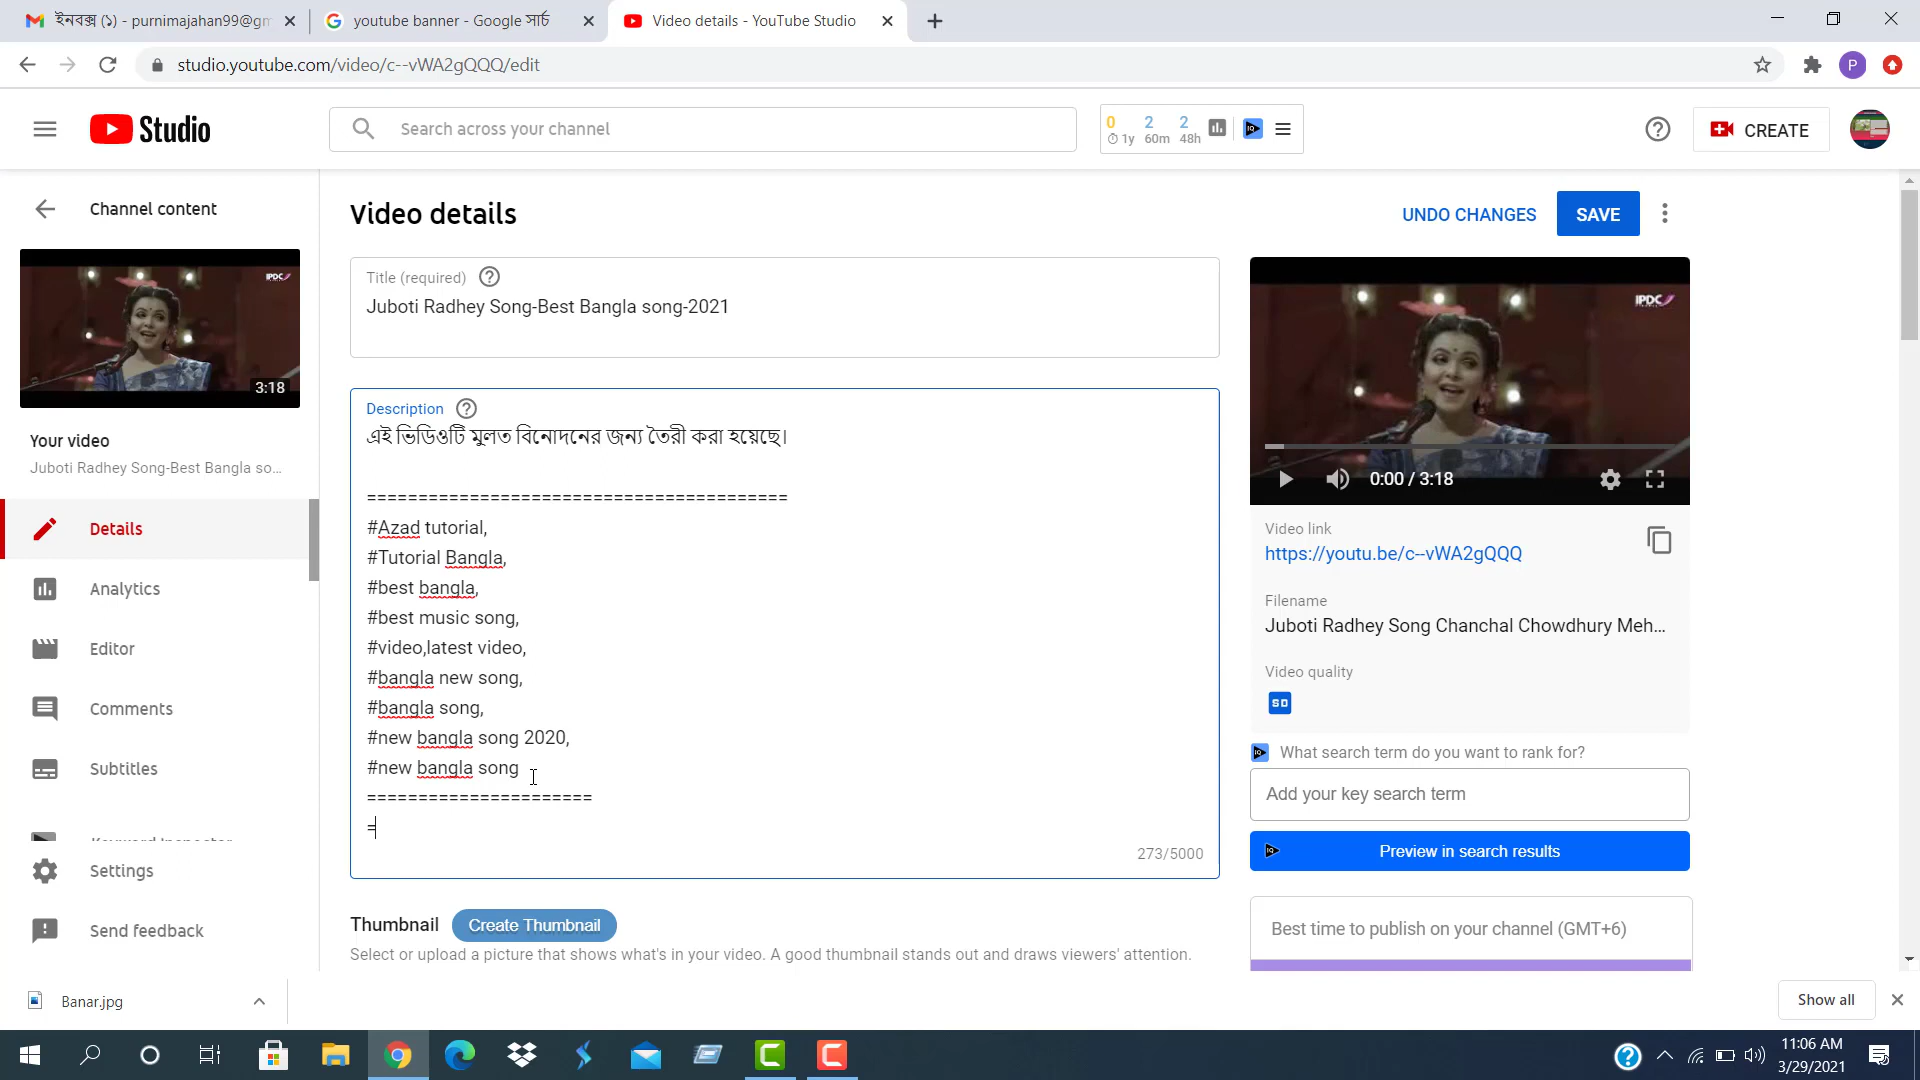 ইনবক্স (১) - purnimajahan99@gm
youtube banner - Google সার্চ
Video details - YouTube Studio
studio.youtube.com/video/c--vWA2gQQQ/edit
P
Studio
Search across your channel
0 2 2
1y 60m 48h
CREATE
Channel content
Video details
UNDO CHANGES
SAVE
IPDC
3:18
Your video
Juboti Radhey Song-Best Bangla so...
Details
Analytics
Editor
Comments
Subtitles
Settings
Send feedback
Title (required)
Juboti Radhey Song-Best Bangla song-2021
Description
এই ভিডিওটি মুলত বিনোদনের জন্য তৈরী করা হয়েছে।
=========================================
#Azad tutorial,
#Tutorial Bangla,
#best bangla,
#best music song,
#video,latest video,
#bangla new song,
#bangla song,
#new bangla song 2020,
#new bangla song
======================
=
273/5000
Thumbnail
Create Thumbnail
Select or upload a picture that shows what's in your video. A good thumbnail stands out and draws viewers' attention.
IPDC
0:00 / 3:18
Video link
https://youtu.be/c--vWA2gQQQ
Filename
Juboti Radhey Song Chanchal Chowdhury Meh...
Video quality
SD
What search term do you want to rank for?
Add your key search term
Preview in search results
Best time to publish on your channel (GMT+6)
Banar.jpg
Show all
11:06 AM
3/29/2021